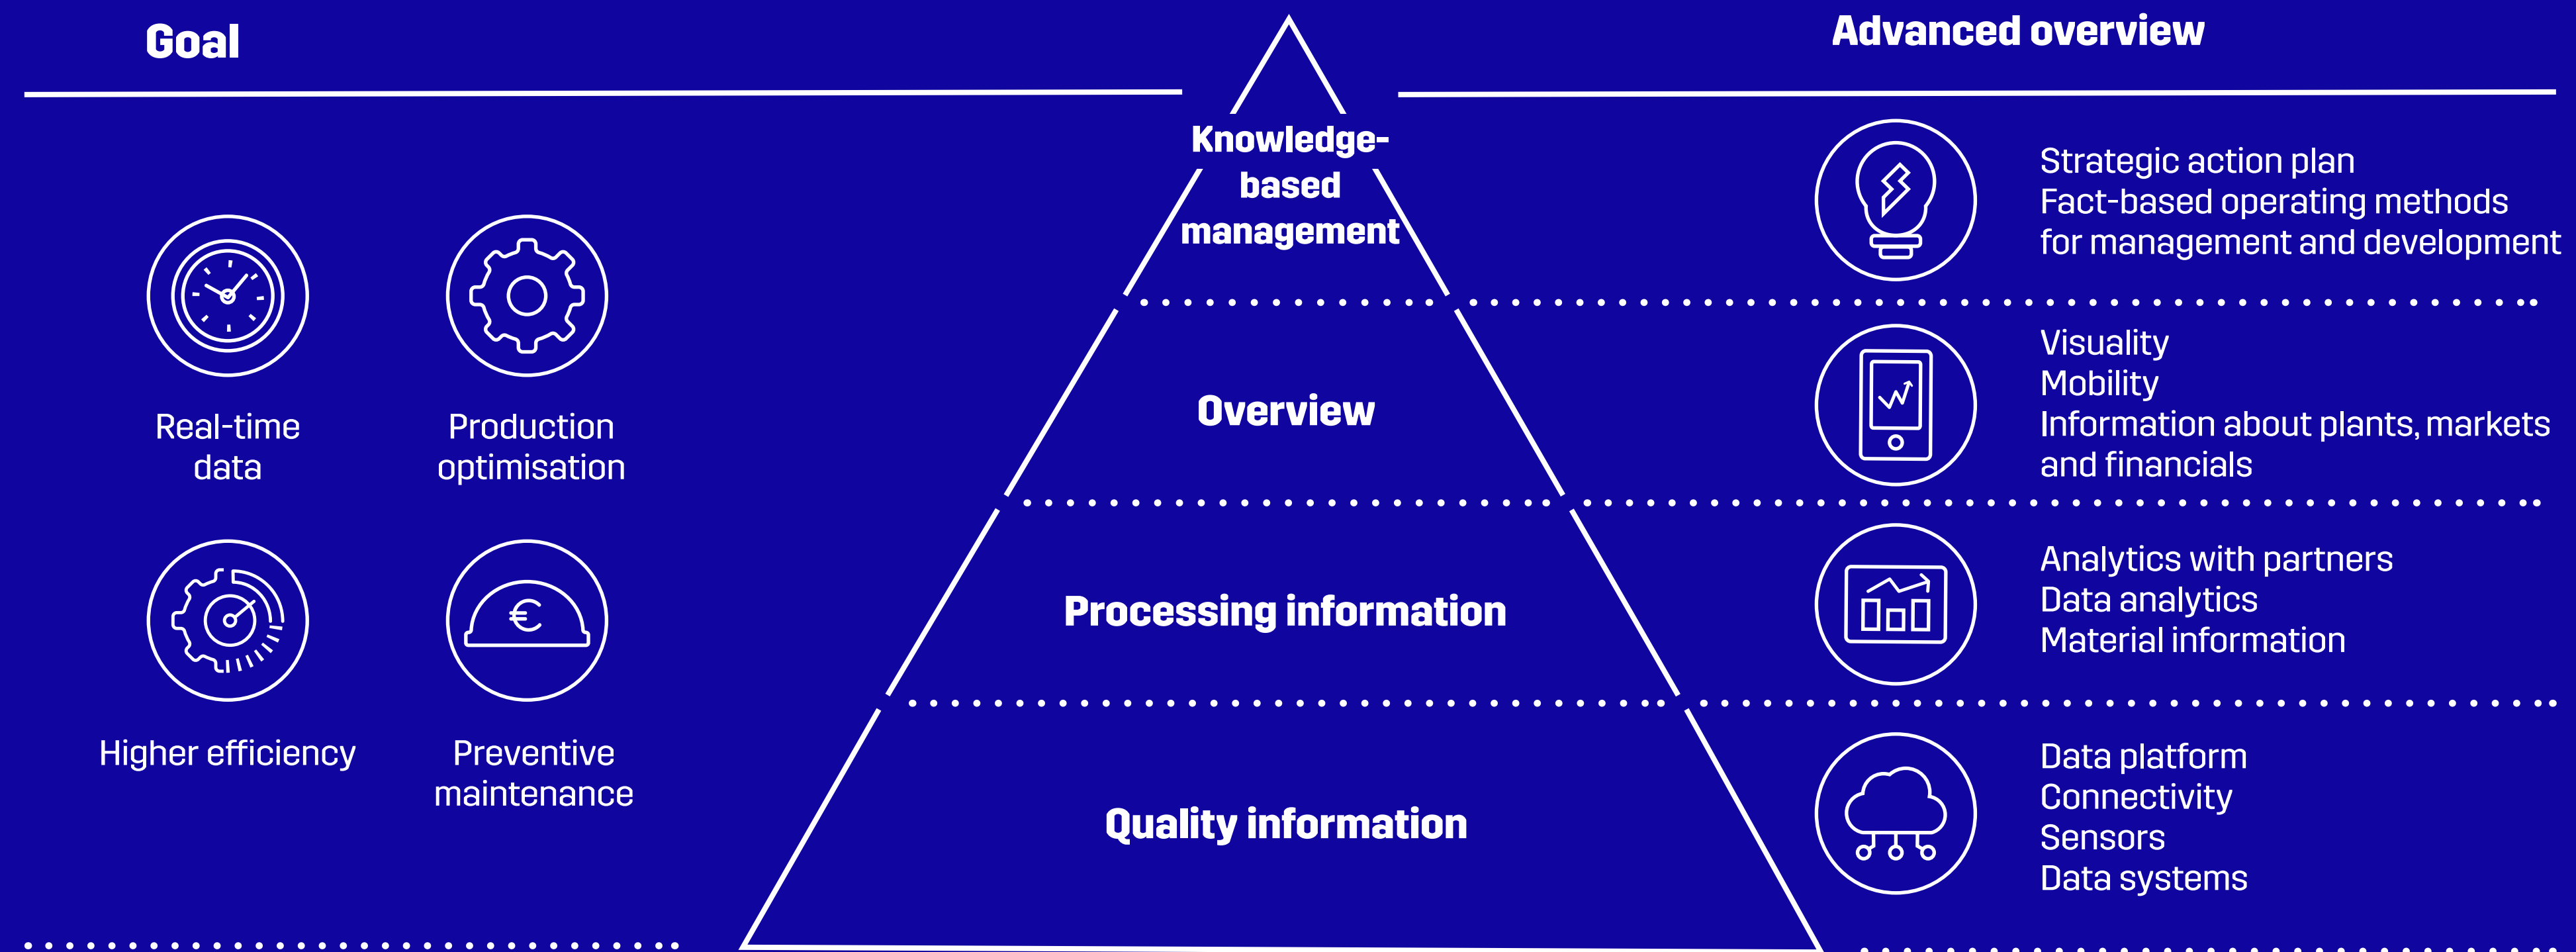 Goal
Real-time
data
Production
optimisation
Higher efficiency
Preventive
maintenance
€
Knowledge-
based
management
Overview
Processing information
Quality information
Advanced overview
Strategic action plan
Fact-based operating methods
for management and development
Visuality
Mobility
Information about plants, markets
and financials
Analytics with partners
Data analytics
Material information
Data platform
Connectivity
Sensors
Data systems